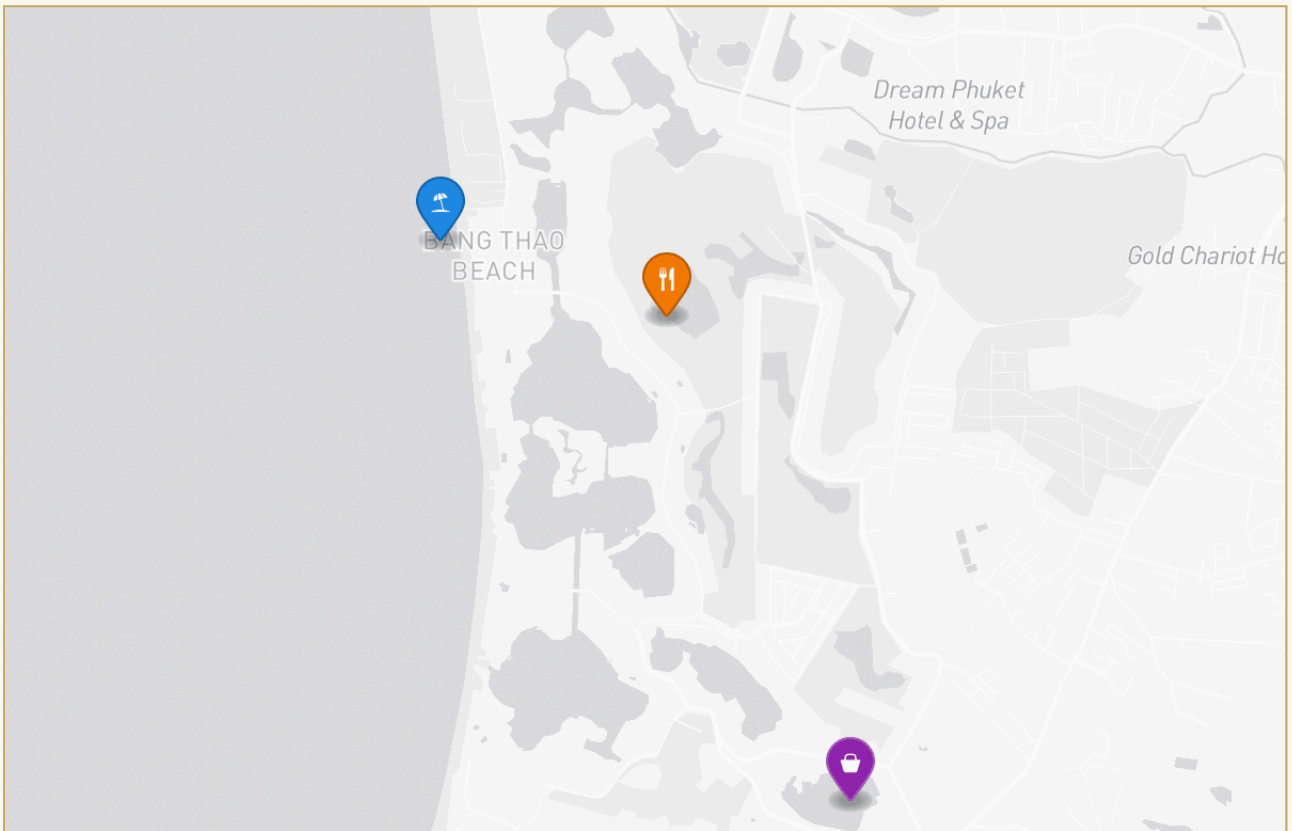 Dream Phuket
Hotel & Spa
BANG THAO
BEACH
Gold Chariot Ho